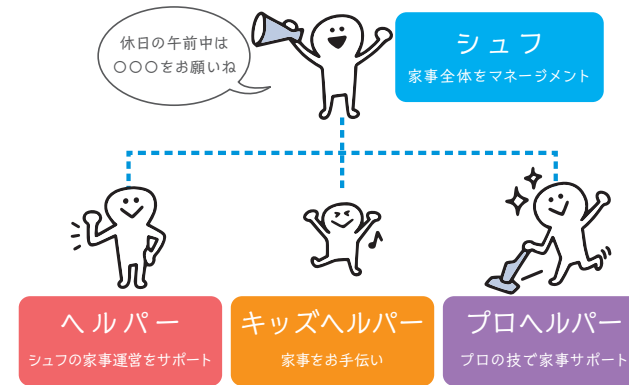 休日の午前中は
〇〇〇をお願いね
シュフ
家事全体をマネージメント
ヘルパー
シュフの家事運営をサポート
キッズヘルパー
家事をお手伝い
プロヘルパー
プロの技で家事サポート